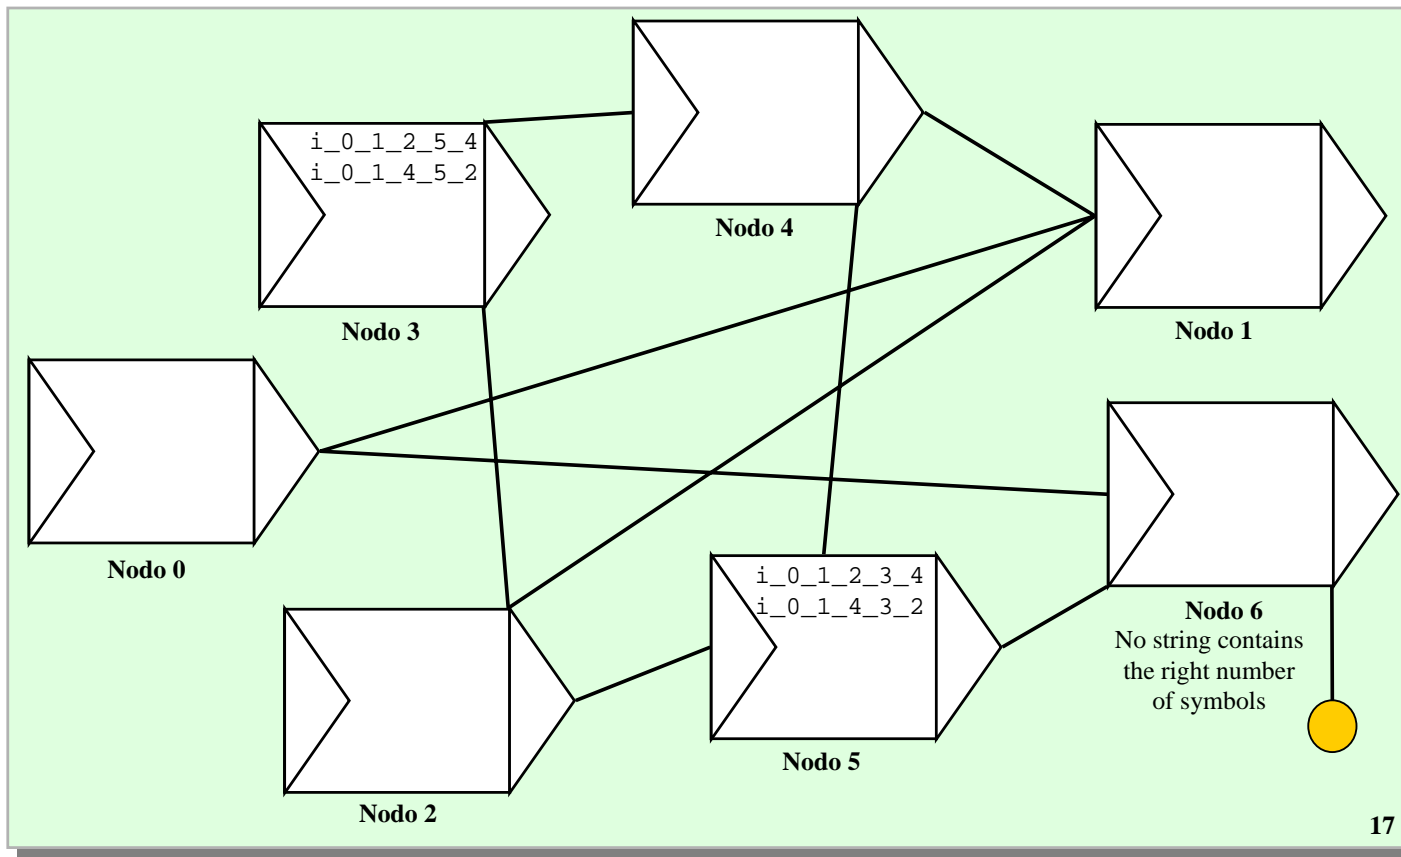 i_0_1_2_5_4
i_0_1_4_5_2
Nodo 4
Nodo 3
Nodo 1
Nodo 0
i_0_1_2_3_4
i_0_1_4_3_2
Nodo 6
No string contains
the right number
of symbols
Nodo 5
Nodo 2
17